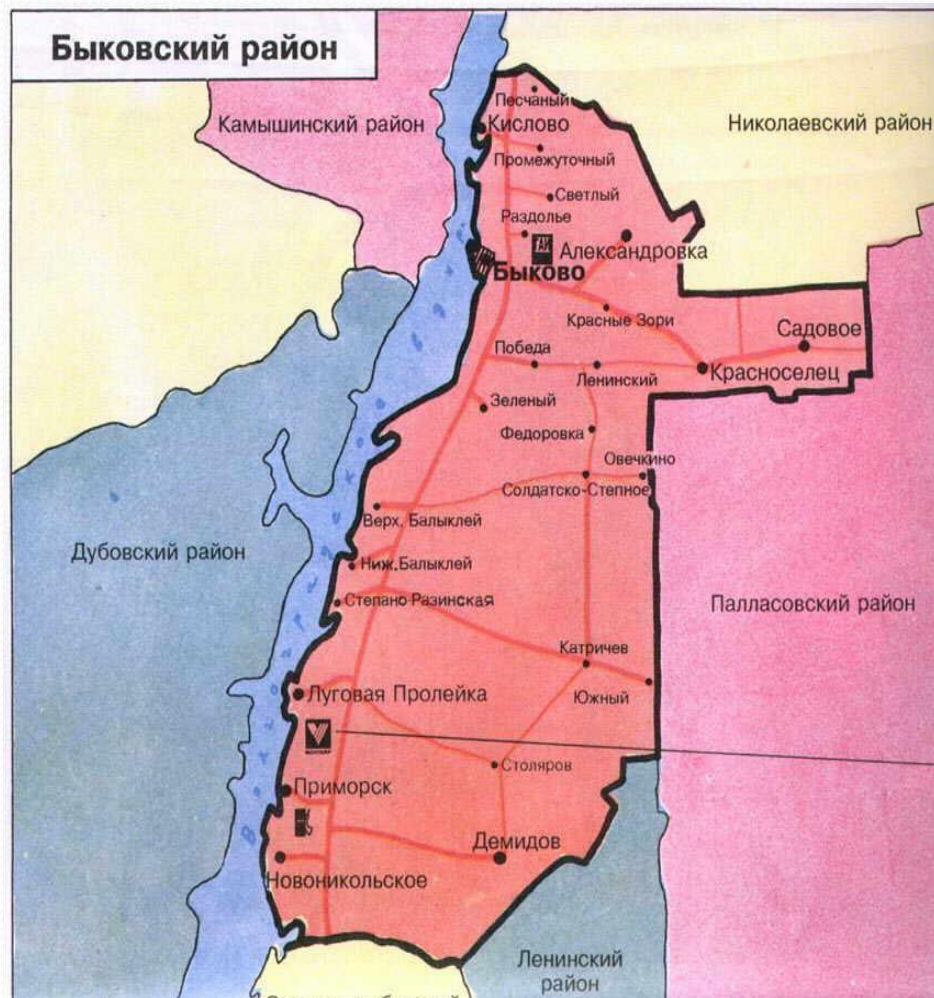 Быковский район
Камышинский район
Николаевский район
Песчаный
Кислово
Промежуточный
Светлый
Раздолье
Александровка
Быково
Красные Зори
Садовое
Победа
Ленинский
Красноселец
Зеленый
Федоровка
Овечкино
Солдатско-Степное
Верх. Балыклей
Дубовский район
Ниж. Балыклей
Степано Разинская
Палласовский район
Катричев
Южный
Луговая Пролейка
Столяров
Приморск
Демидов
Новоникольское
Ленинский
район